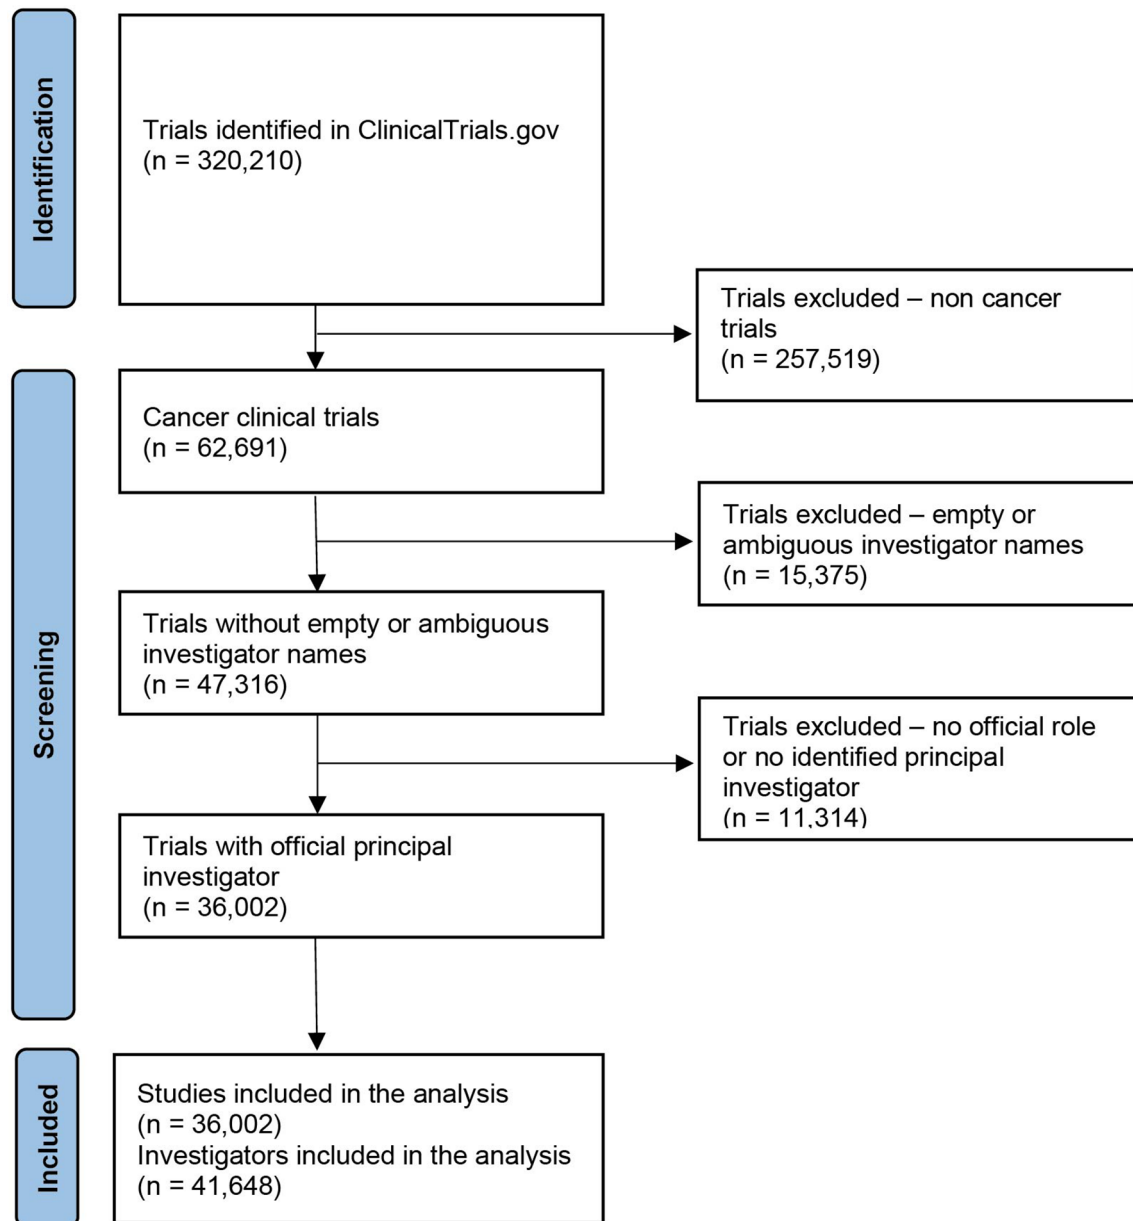 Identification
Trials identified in ClinicalTrials.gov
(n = 320,210)
Trials excluded – non cancer
trials
(n = 257,519)
Screening
Cancer clinical trials
(n = 62,691)
Trials excluded – empty or
ambiguous investigator names
(n = 15,375)
Trials without empty or ambiguous
investigator names
(n = 47,316)
Trials excluded – no official role
or no identified principal
investigator
(n = 11,314)
Trials with official principal
investigator
(n = 36,002)
Included
Studies included in the analysis
(n = 36,002)
Investigators included in the analysis
(n = 41,648)